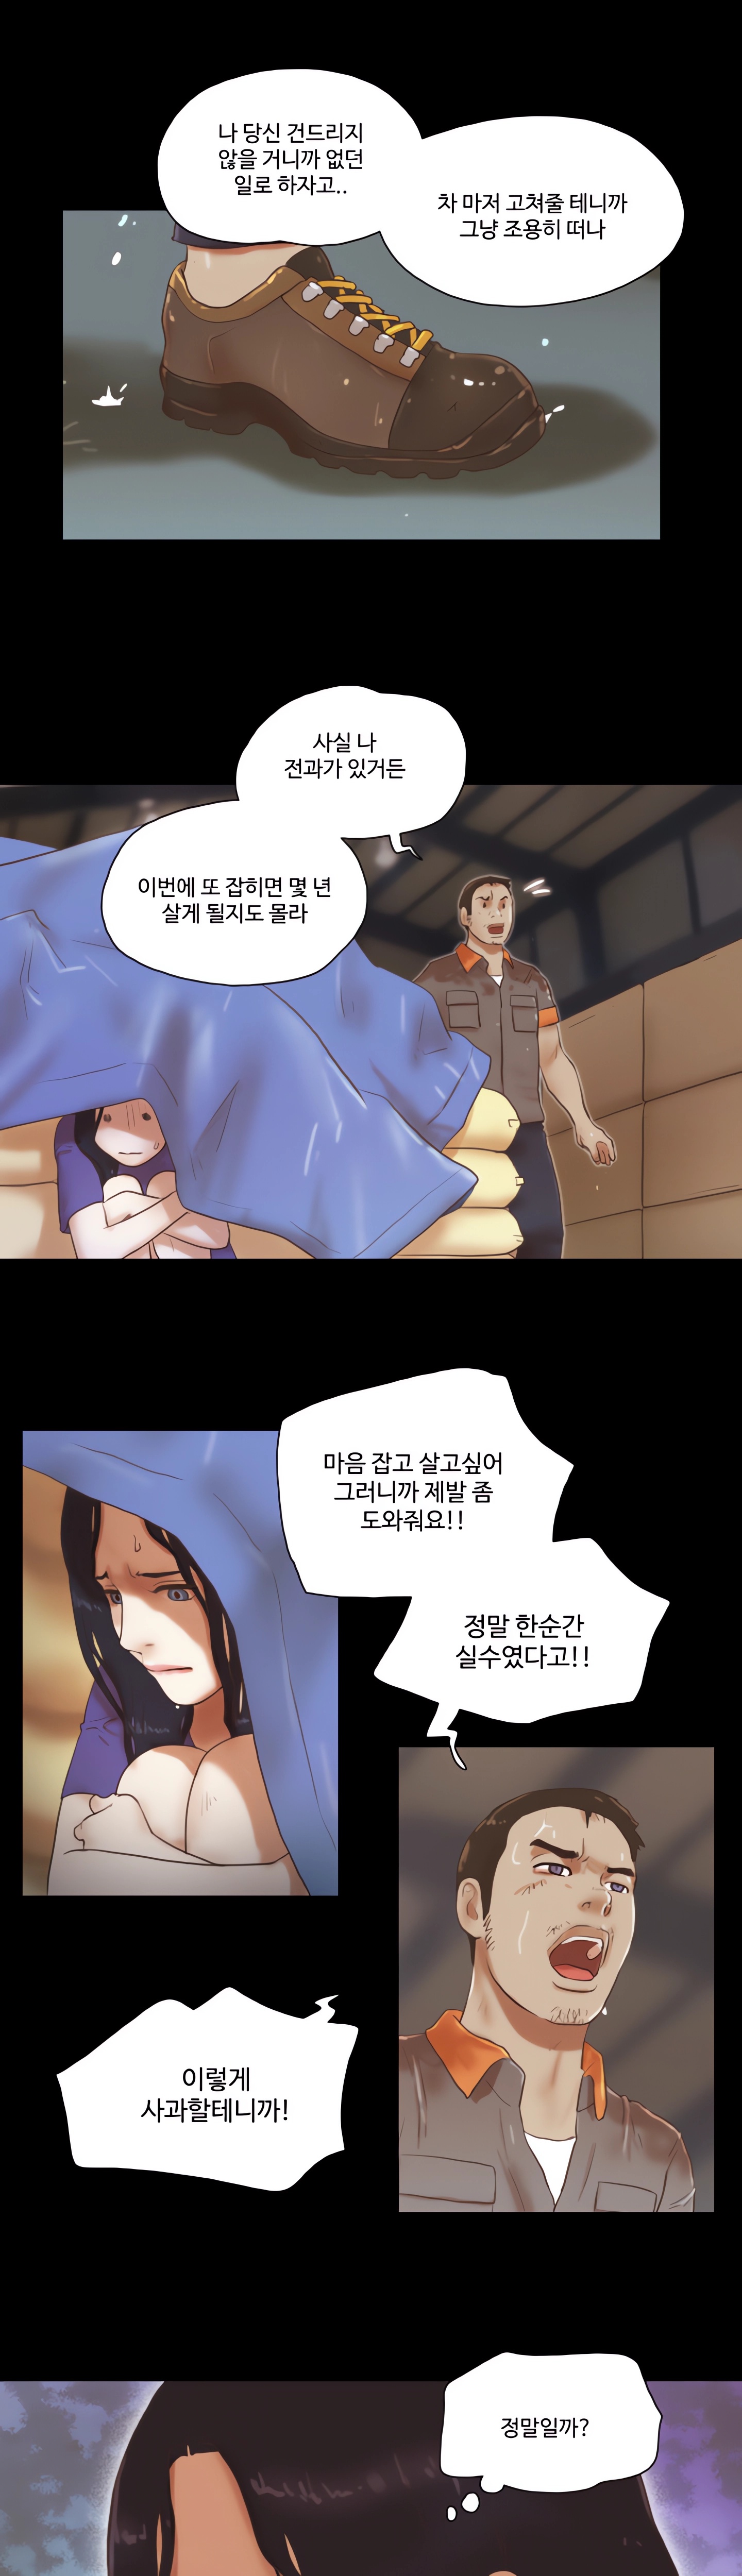 나 당신 건드리지
않을 거니까 없던
일로 하자고..
차 마저 고쳐줄 테니까
그냥 조용히 떠나
사실 나
전과가 있거든
이번에 또 잡히면 몇 년
살게 될지도 몰라
마음 잡고 살고싶어
그러니까 제발 좀
도와줘요!!
정말 한순간
실수였다고!!
이렇게
사과할테니까!
정말일까?